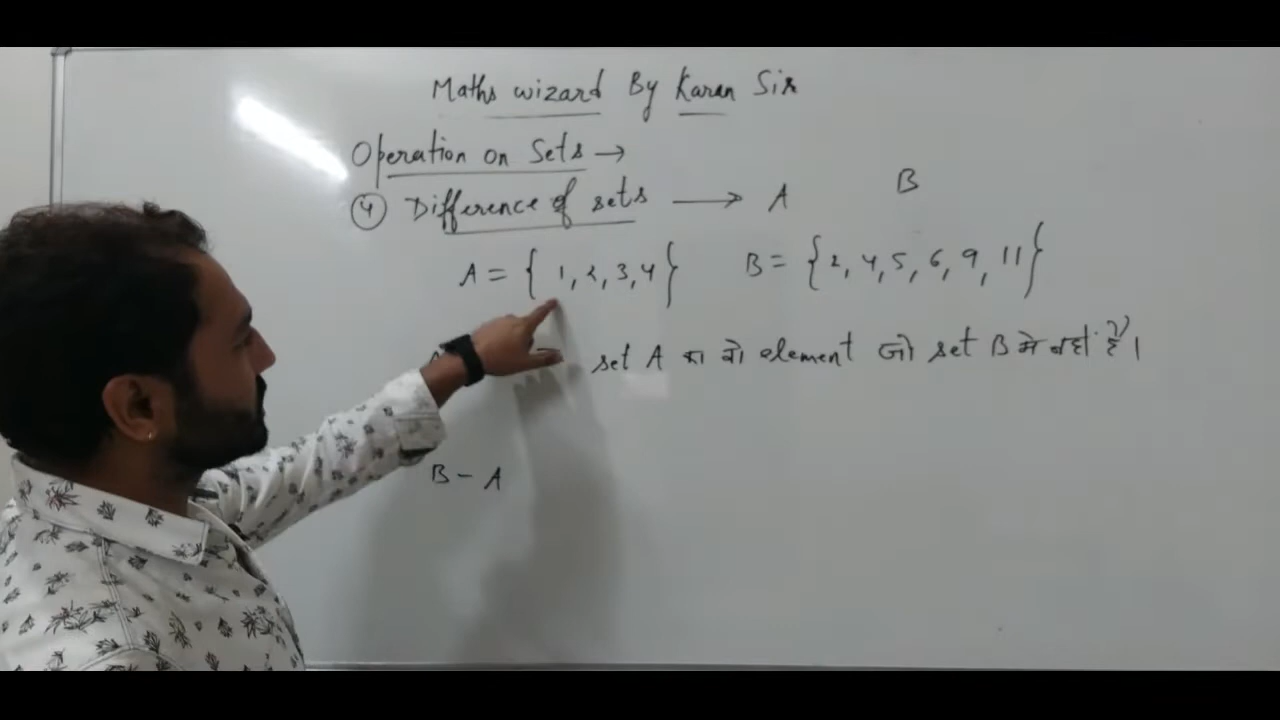 Maths wizard By Karan Sir
Operation on Sets →
④ Difference of sets → A B
A = { 1, 2, 3, 4 } B = { 2, 4, 5, 6, 9, 11 }
set A का वो element जो set B मे नहीं है।
B - A